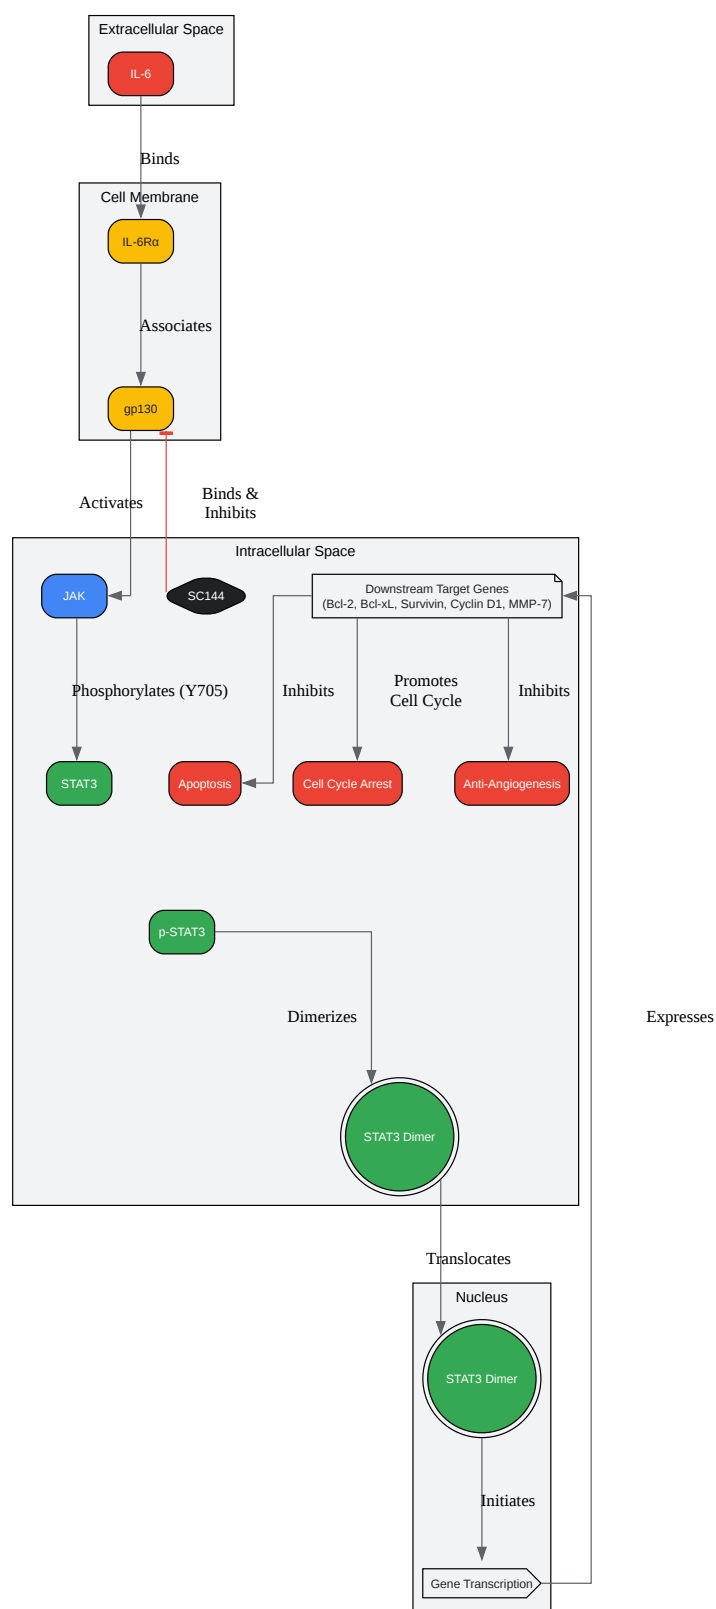 Extracellular Space
IL-6
Binds
Cell Membrane
IL-6Rα
Associates
gp130
Activates
Binds &
Inhibits
Intracellular Space
JAK
SC144
Downstream Target Genes
(Bcl-2, Bcl-xL, Survivin, Cyclin D1, MMP-7)
Phosphorylates (Y705)
Inhibits
Promotes
Cell Cycle
Inhibits
STAT3
Apoptosis
Cell Cycle Arrest
Anti-Angiogenesis
p-STAT3
Dimerizes
Expresses
STAT3 Dimer
Translocates
Nucleus
STAT3 Dimer
Initiates
Gene Transcription